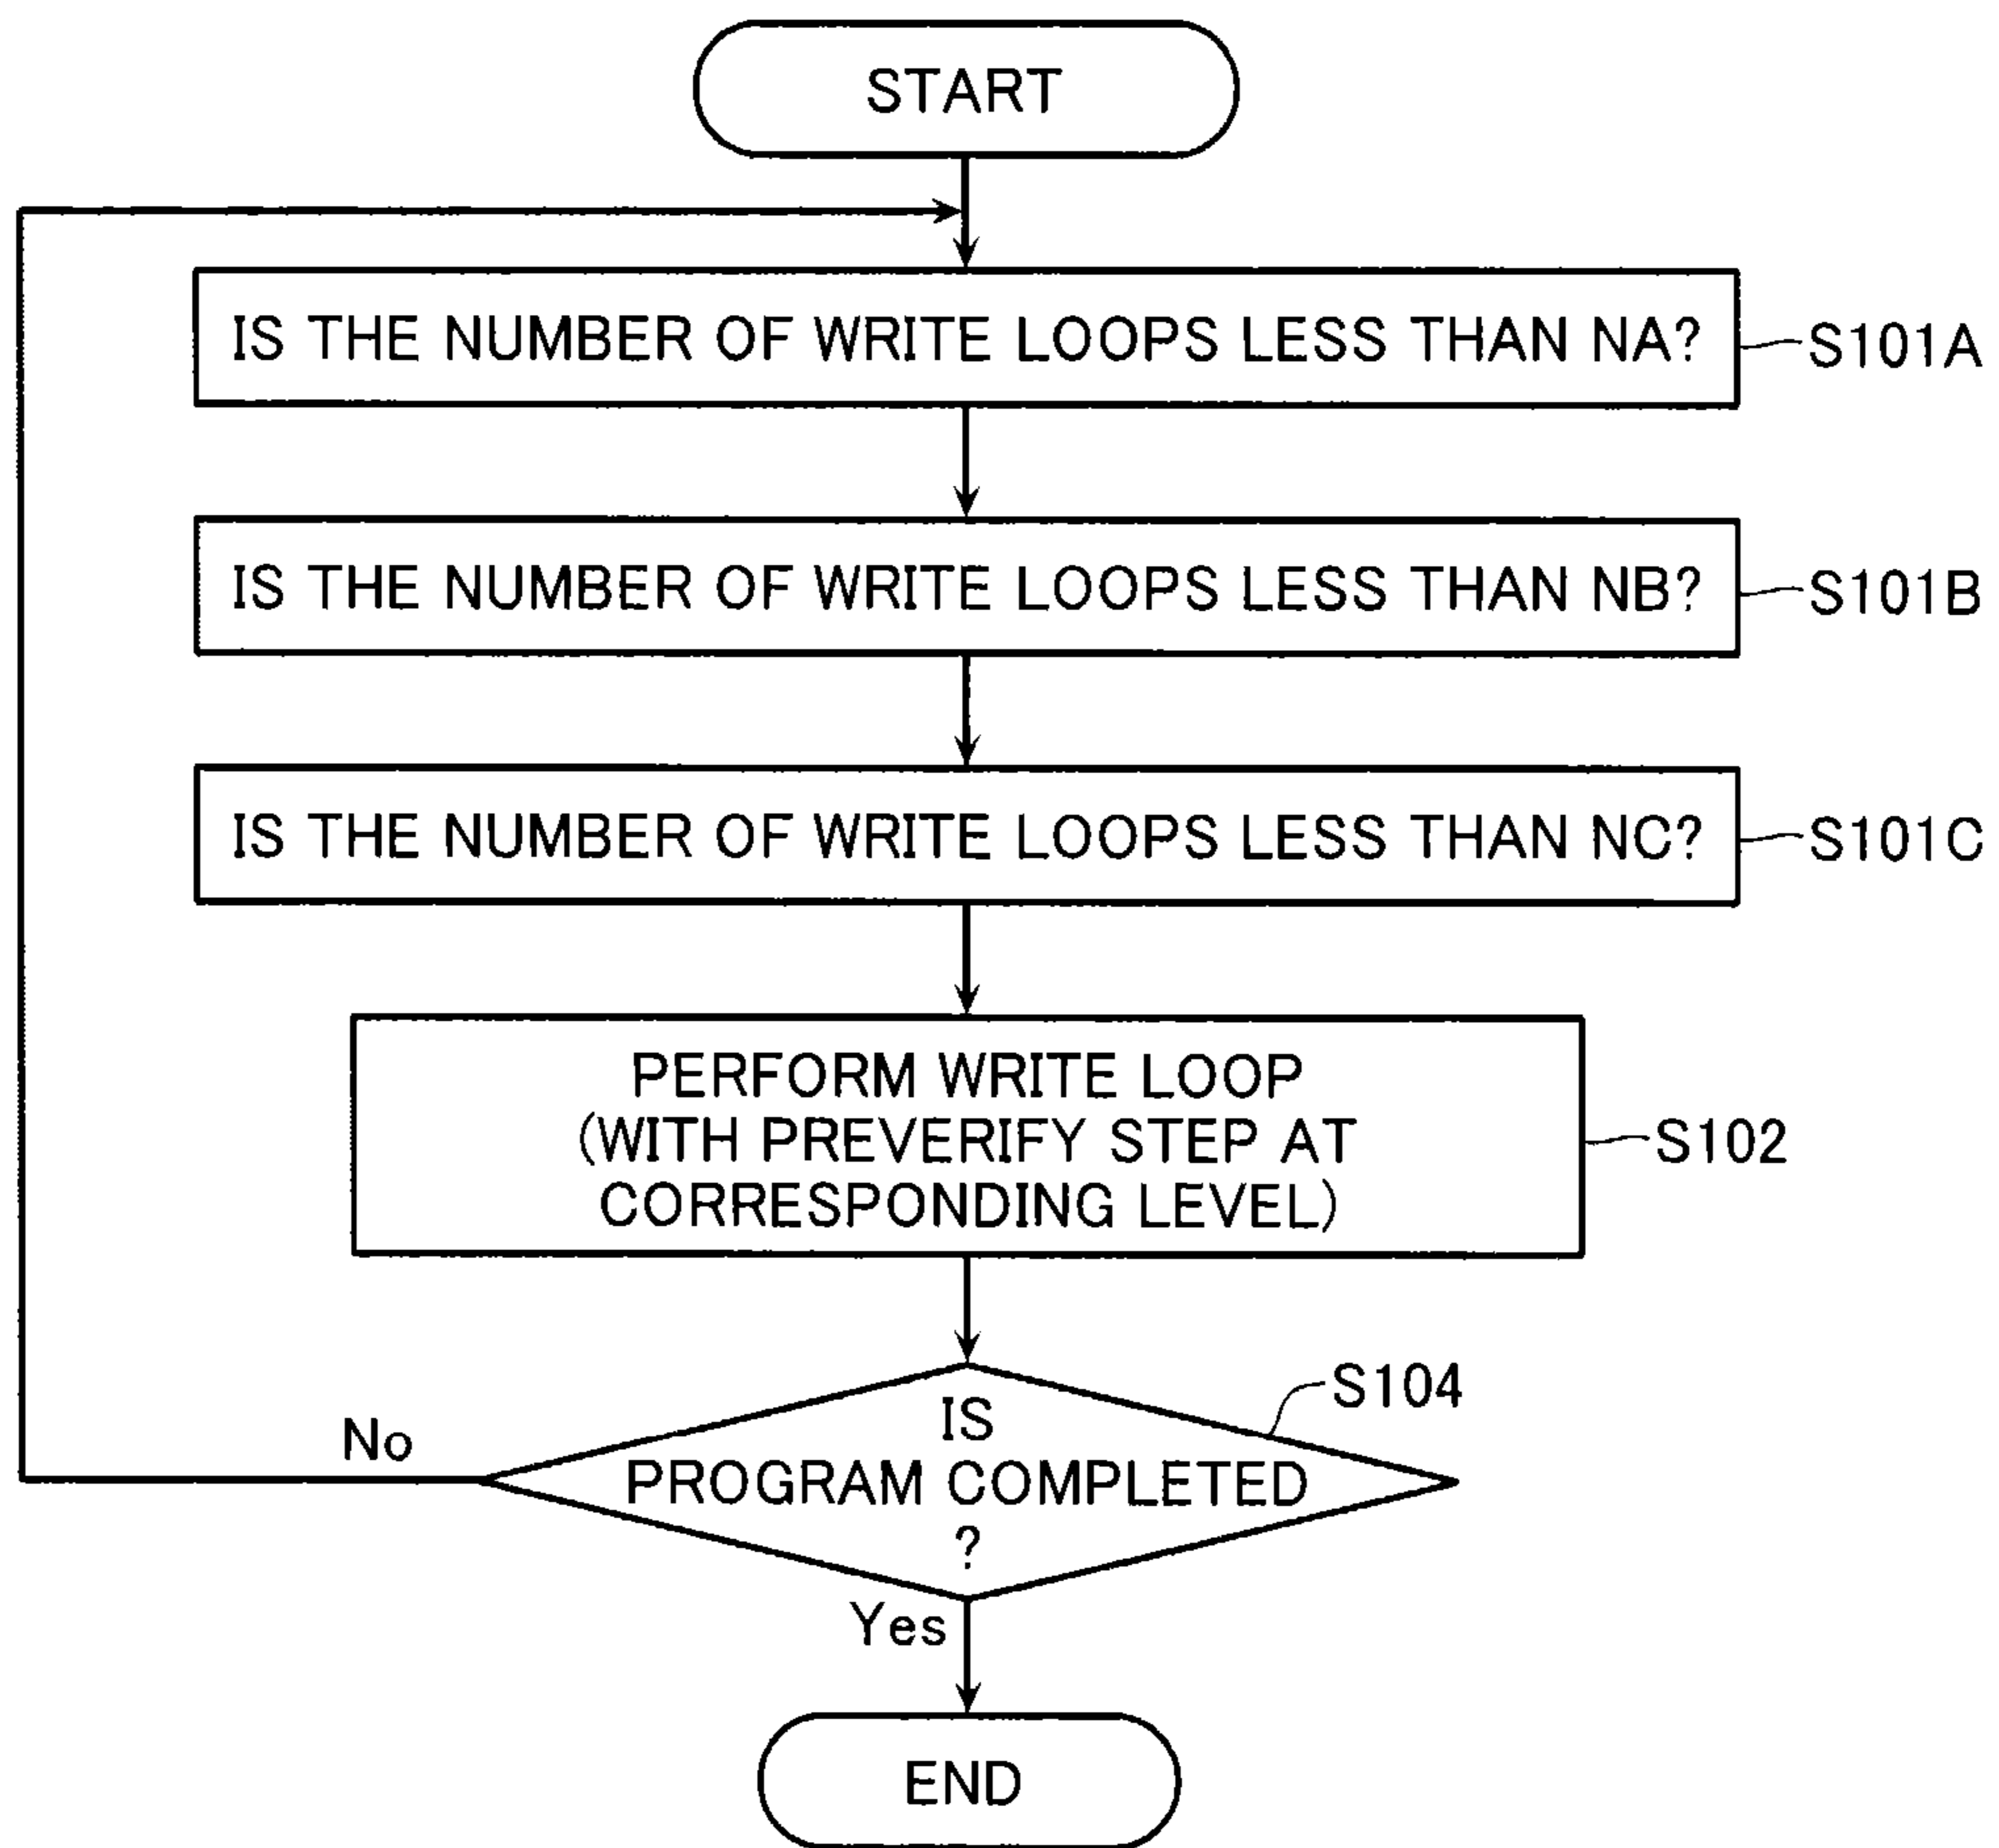 START
IS THE NUMBER OF WRITE LOOPS LESS THAN NA?
S101A
IS THE NUMBER OF WRITE LOOPS LESS THAN NB?
S101B
IS THE NUMBER OF WRITE LOOPS LESS THAN NC?
S101C
PERFORM WRITE LOOP
(WITH PREVERIFY STEP AT
CORRESPONDING LEVEL)
S102
S104
IS
PROGRAM COMPLETED
?
No
Yes
END